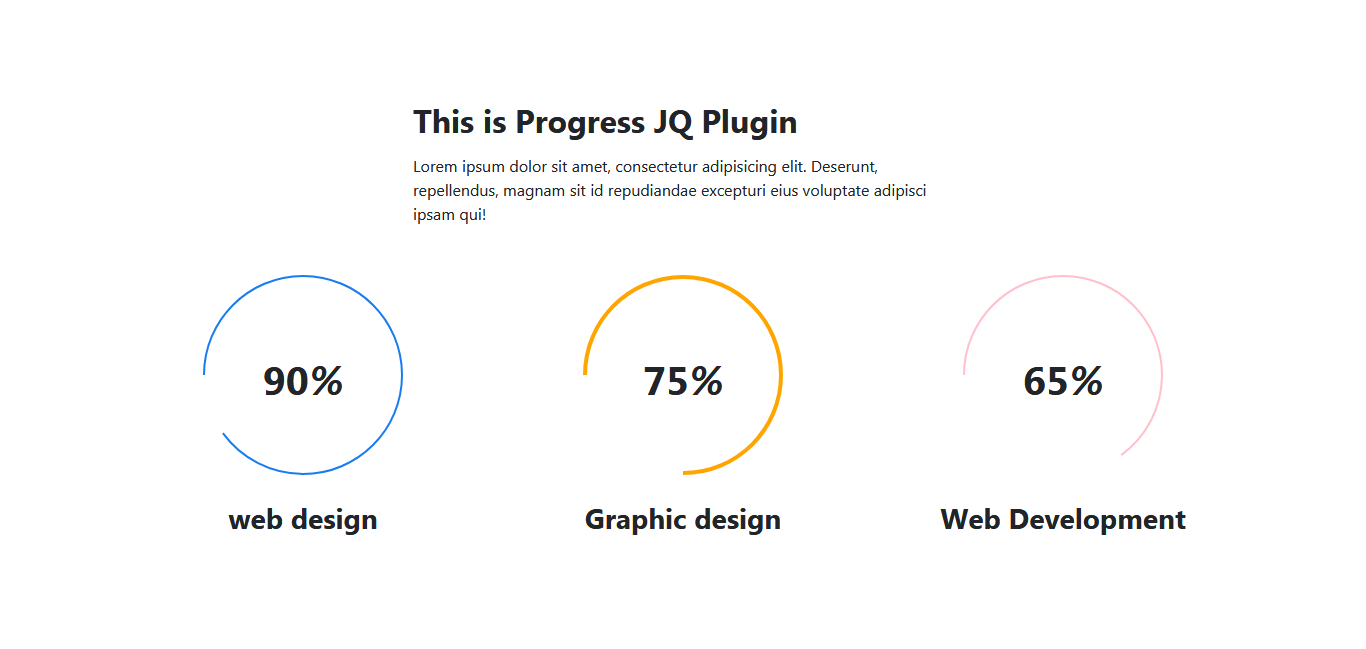 This is Progress JQ Plugin
Lorem ipsum dolor sit amet, consectetur adipisicing elit. Deserunt,
repellendus, magnam sit id repudiandae excepturi eius voluptate adipisci
ipsam qui!
90%
75%
65%
web design
Graphic design
Web Development